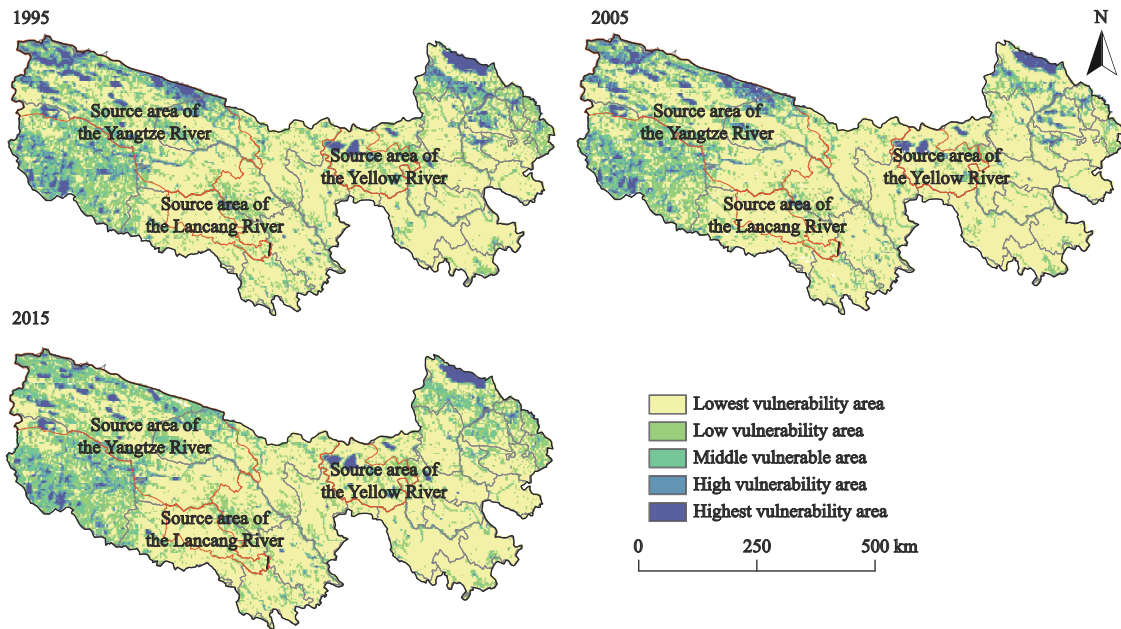 1995
Source area of
the Yangtze River
Source area of
the Yellow River
Source area of
the Lancang River
2005
N
Source area of
the Yangtze River
Source area of
the Yellow River
Source area of
the Lancang River
2015
Source area of
the Yangtze River
Source area of
the Yellow River
Source area of
the Lancang River
Lowest vulnerability area
Low vulnerability area
Middle vulnerable area
High vulnerability area
Highest vulnerability area
0 250 500 km